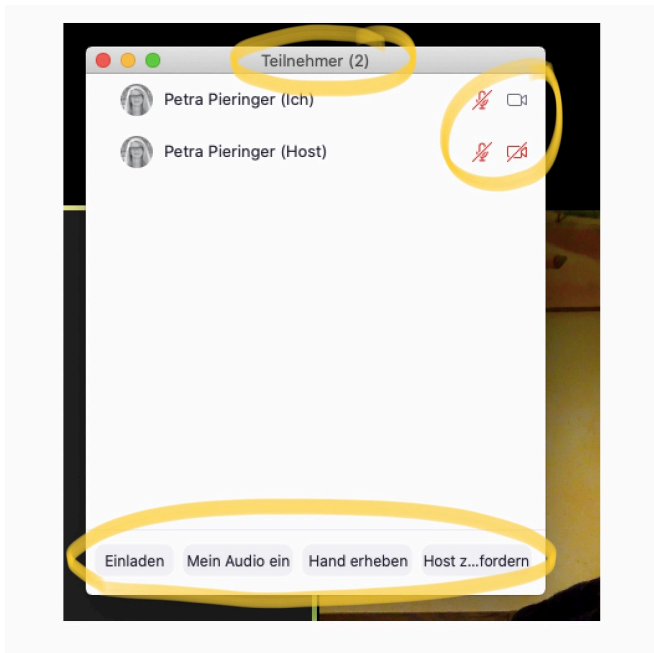 Teilnehmer (2)
Petra Pieringer (Ich)
Petra Pieringer (Host)
Einladen Mein Audio ein Hand erheben Host z...fordern